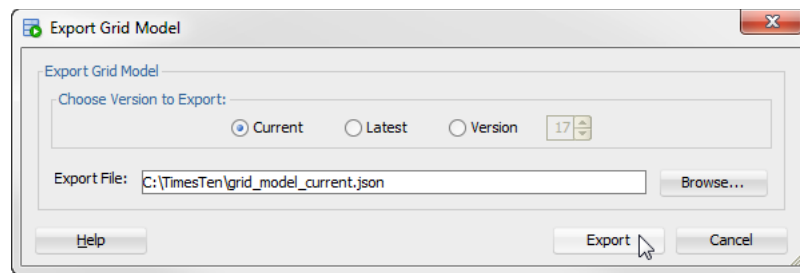 Export Grid Model
Export Grid Model
Choose Version to Export:
Current Latest Version 17
Export File: C:\TimesTen\grid_model_current.json Browse...
Help Export Cancel